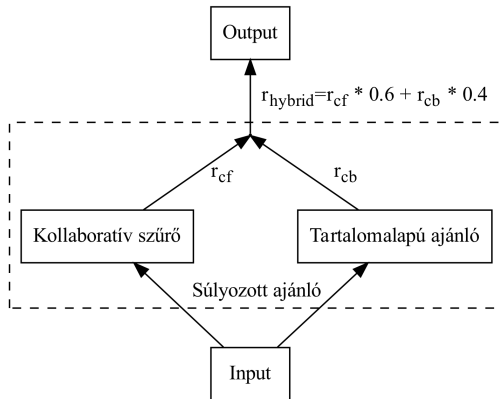 Output
r_hybrid=r_cf * 0.6 + r_cb * 0.4
r_cf
r_cb
Kollaboratív szűrő
Tartalomalapú ajánló
Súlyozott ajánló
Input